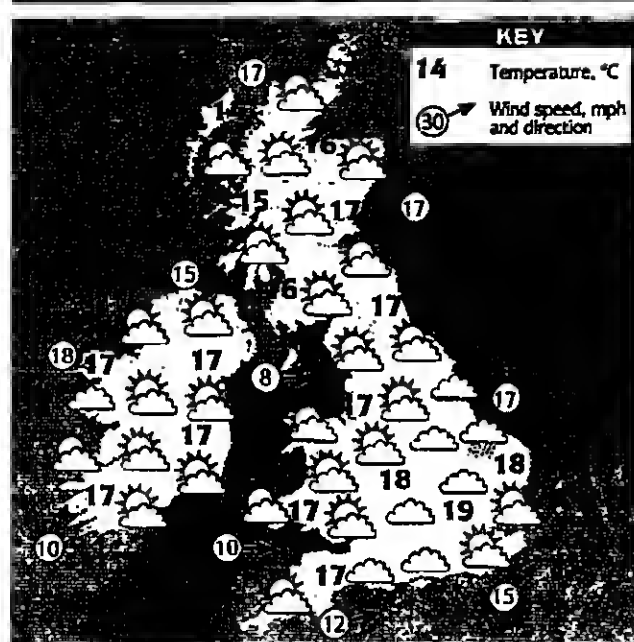 KEY
14 Temperature, °C
30 Wind speed, mph
and direction
17
16
15 17 17
15
6 17
18 17 17
8
17 17
17 18
18
17 17 19
10 10
17 15
12